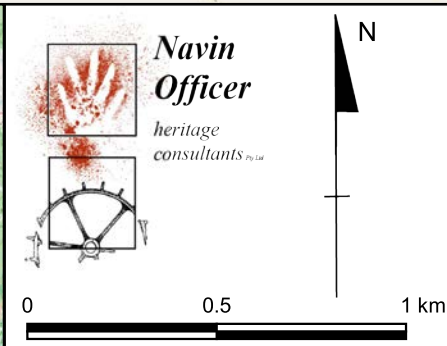 Navin
Officer
heritage
consultants Pty Ltd
N
0 0.5 1 km